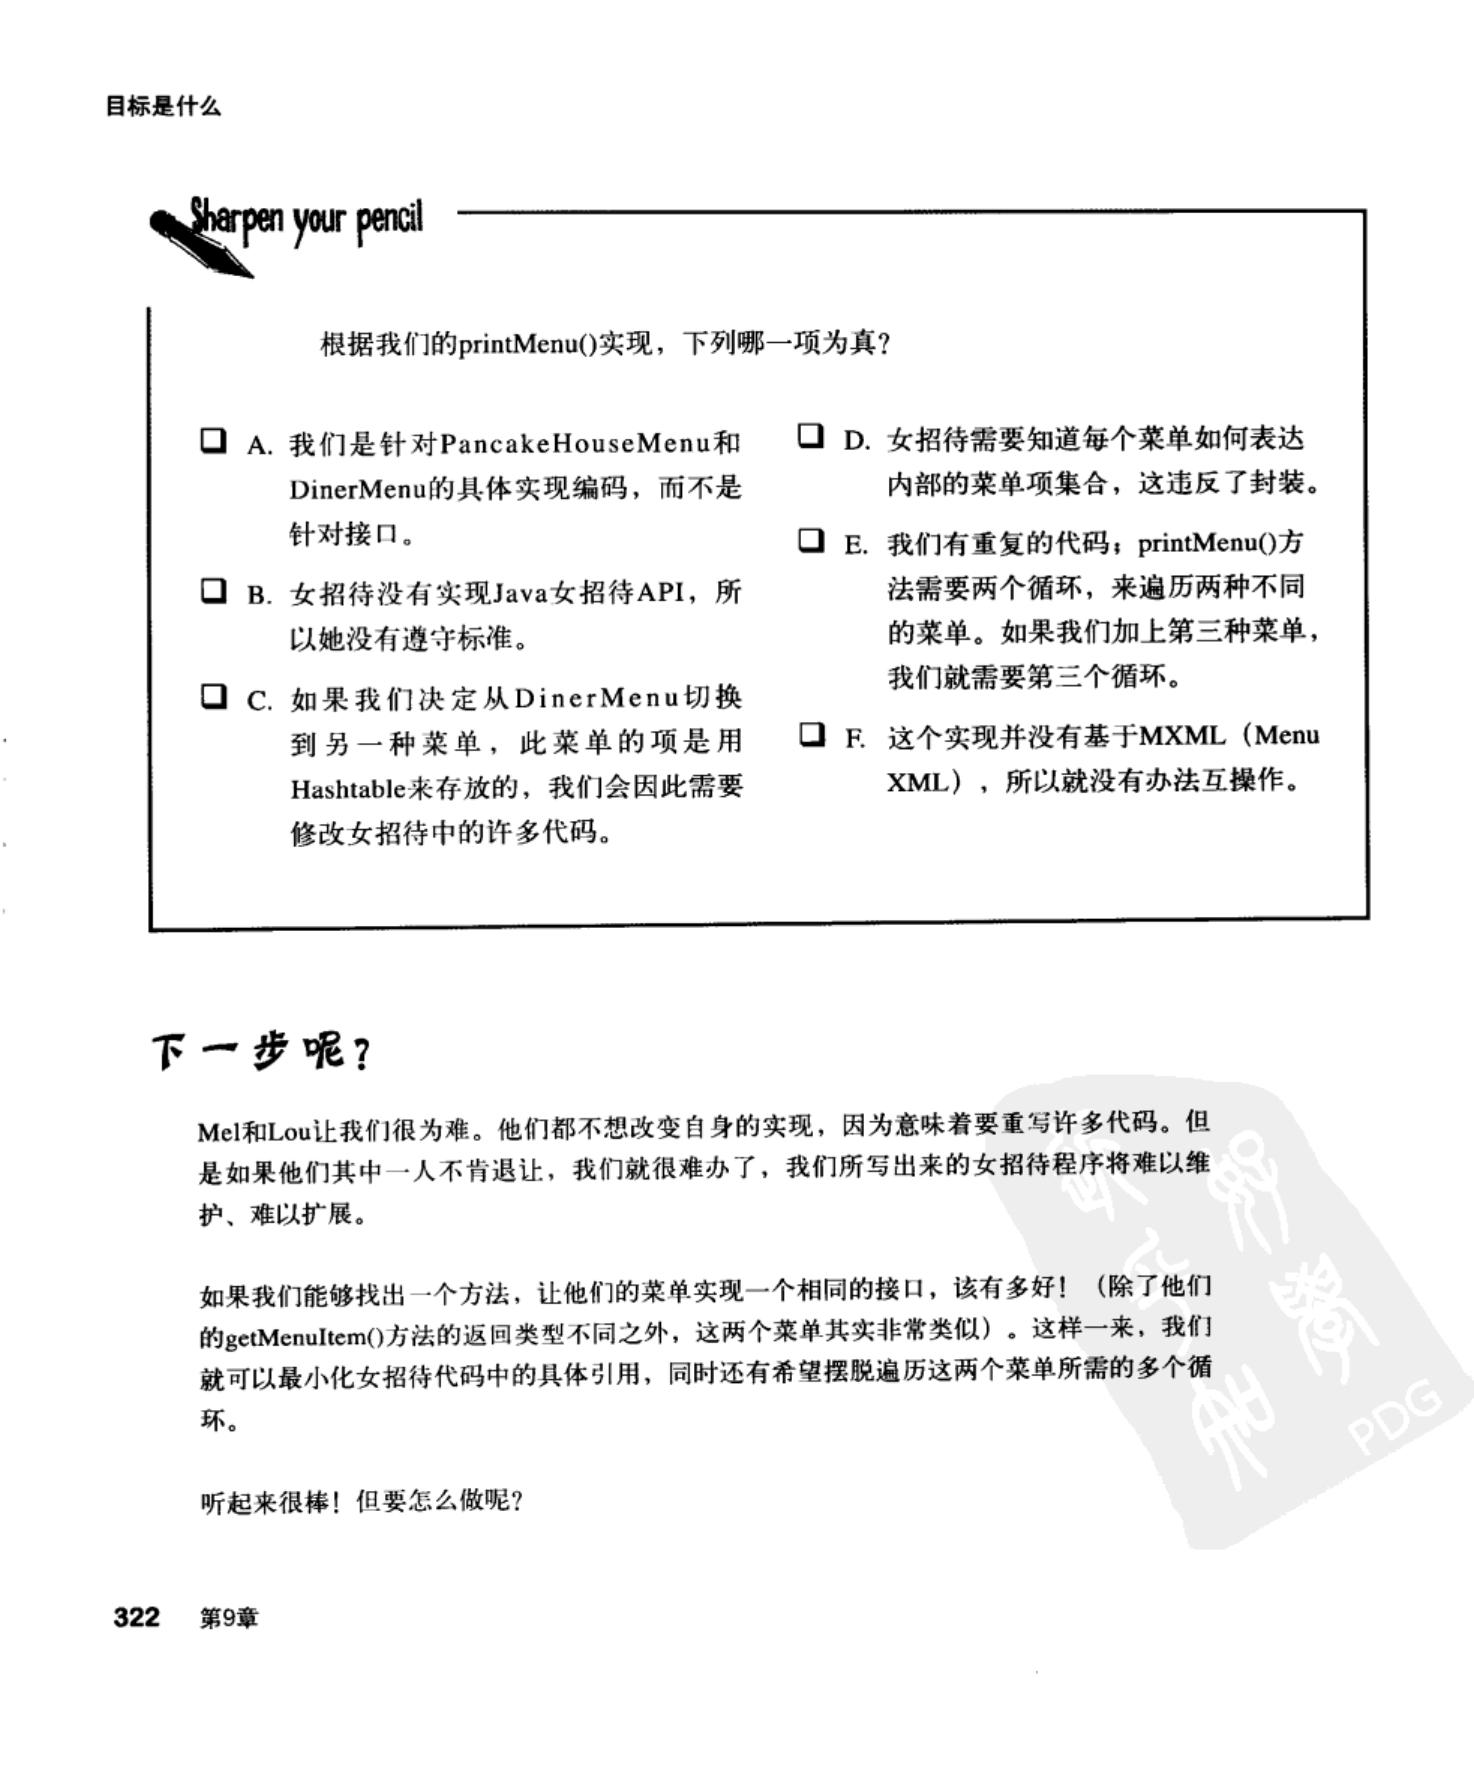 目标是什么
Sharpen your pencil
根据我们的printMenu()实现，下列哪一项为真？
A. 我们是针对PancakeHouseMenu和
DinerMenu的具体实现编码，而不是
针对接口。
B. 女招待没有实现Java女招待API，所
以她没有遵守标准。
C. 如果我们决定从DinerMenu切换
到另一种菜单，此菜单的项是用
Hashtable来存放的，我们会因此需要
修改女招待中的许多代码。
D. 女招待需要知道每个菜单如何表达
内部的菜单项集合，这违反了封装。
E. 我们有重复的代码；printMenu()方
法需要两个循环，来遍历两种不同
的菜单。如果我们加上第三种菜单，
我们就需要第三个循环。
F. 这个实现并没有基于MXML（Menu
XML），所以就没有办法互操作。
下一步呢？
Mel和Lou让我们很为难。他们都不想改变自身的实现，因为意味着要重写许多代码。但
是如果他们其中一人不肯退让，我们就很难办了，我们所写出来的女招待程序将难以维
护、难以扩展。
如果我们能够找出一个方法，让他们的菜单实现一个相同的接口，该有多好！（除了他们
的getMenuItem()方法的返回类型不同之外，这两个菜单其实非常类似）。这样一来，我们
就可以最小化女招待代码中的具体引用，同时还有希望摆脱遍历这两个菜单所需的多个循
环。
听起来很棒！但要怎么做呢？
PDG
322 第9章